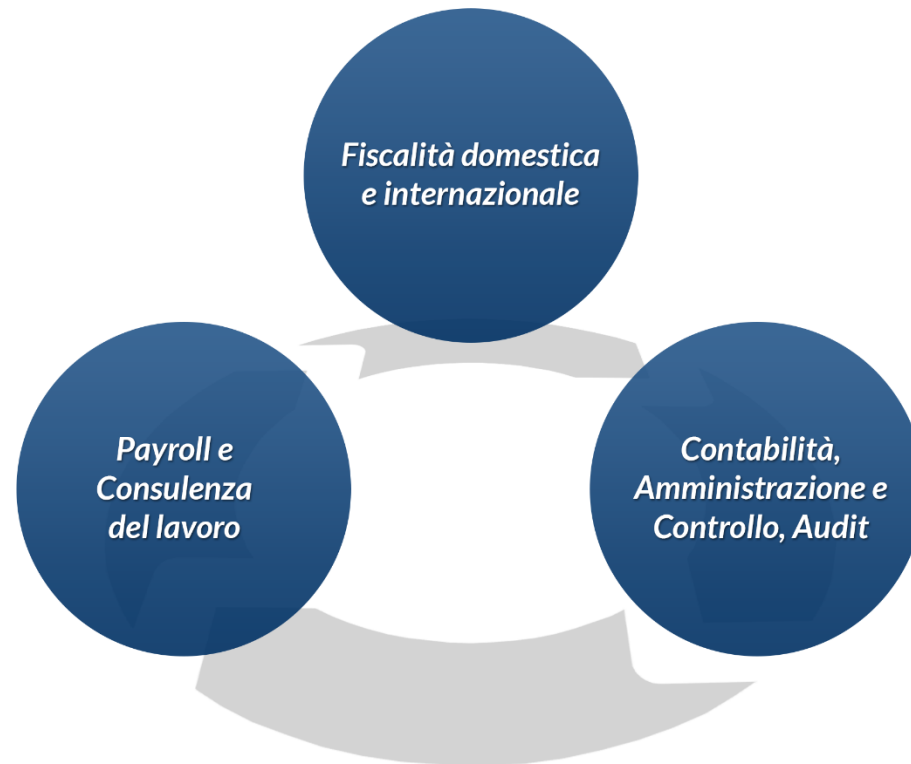 Fiscalità domestica
e internazionale
Payroll e
Consulenza
del lavoro
Contabilità,
Amministrazione e
Controllo, Audit